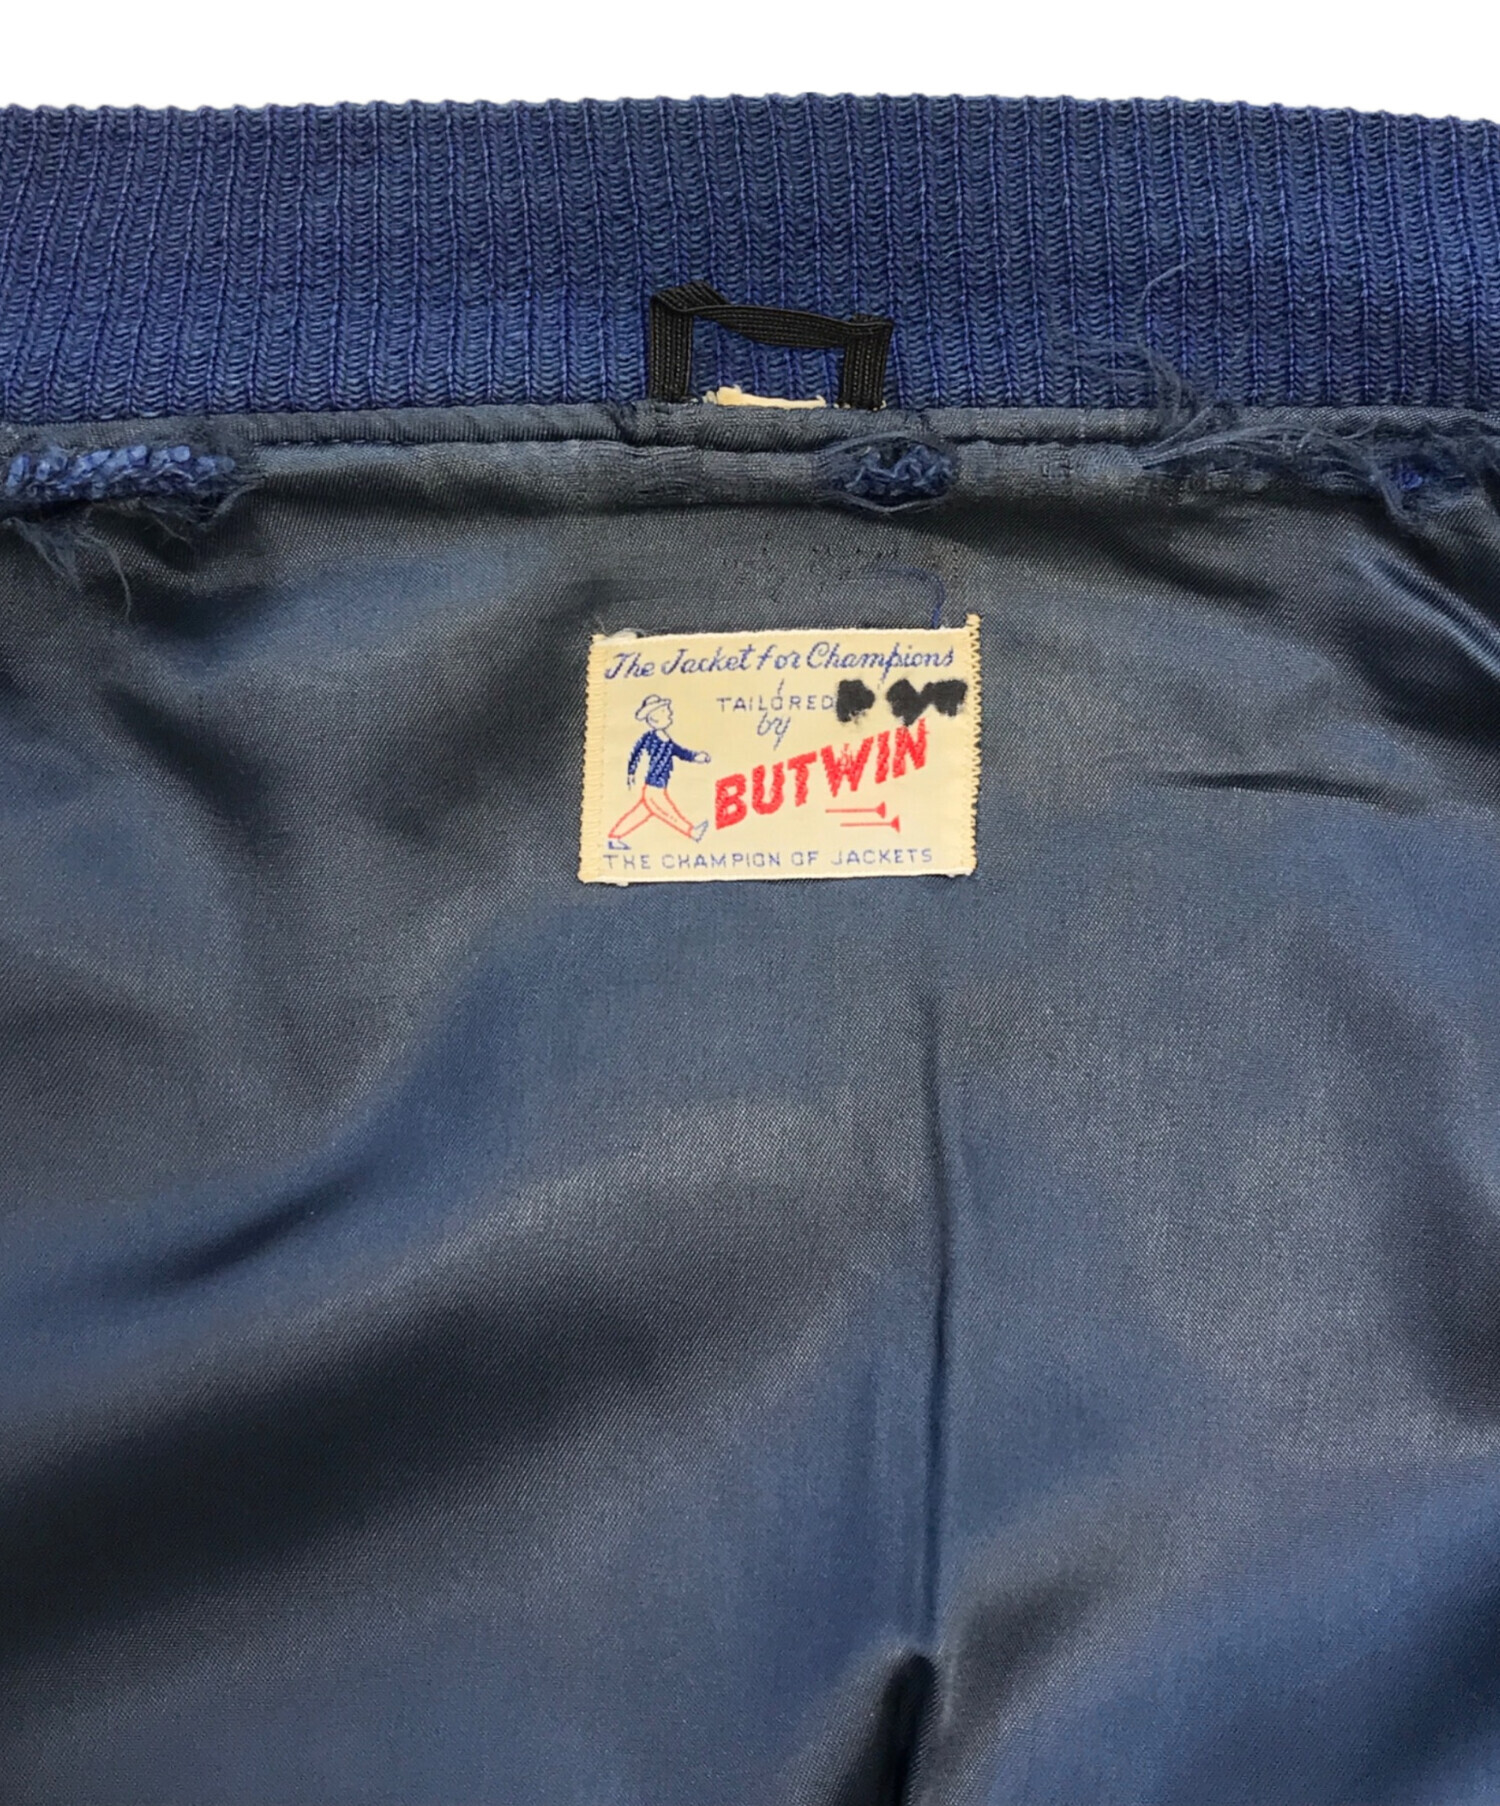 The Jacket for Champions
TAILORED
by
BUTWIN
THE CHAMPION OF JACKETS